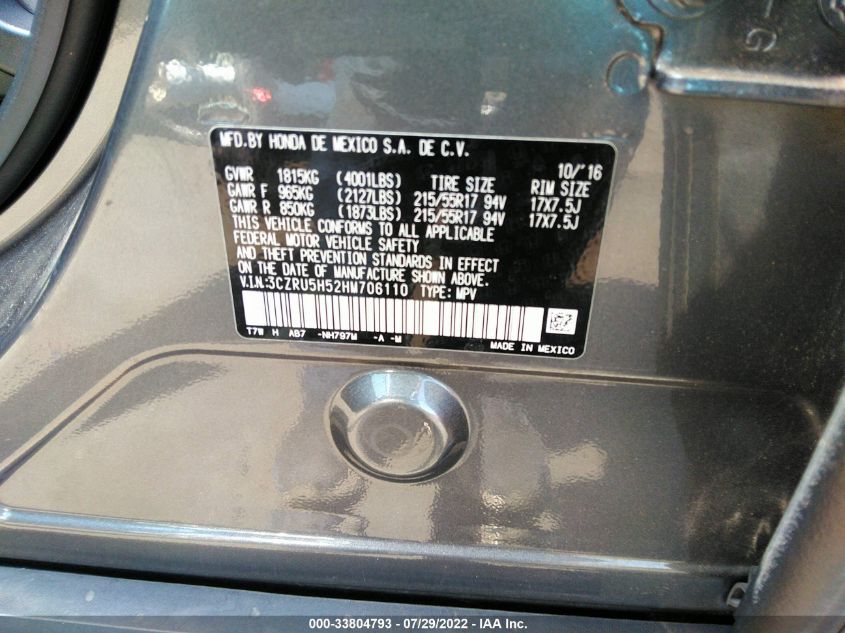 MFD.BY HONDA DE MEXICO S.A. DE C.V.
10/'16
GVWR 1815KG (4001LBS) TIRE SIZE RIM SIZE
GAWR F 965KG (2127LBS) 215/55R17 94V 17X7.5J
GAWR R 850KG (1873LBS) 215/55R17 94V 17X7.5J
THIS VEHICLE CONFORMS TO ALL APPLICABLE
FEDERAL MOTOR VEHICLE SAFETY
AND THEFT PREVENTION STANDARDS IN EFFECT
ON THE DATE OF MANUFACTURE SHOWN ABOVE.
V.I.N:3CZRU5H52HM706110 TYPE: MPV
T7W H AB7 -NH797M -A -M
MADE IN MEXICO
000-33804793 - 07/29/2022 - IAA Inc.